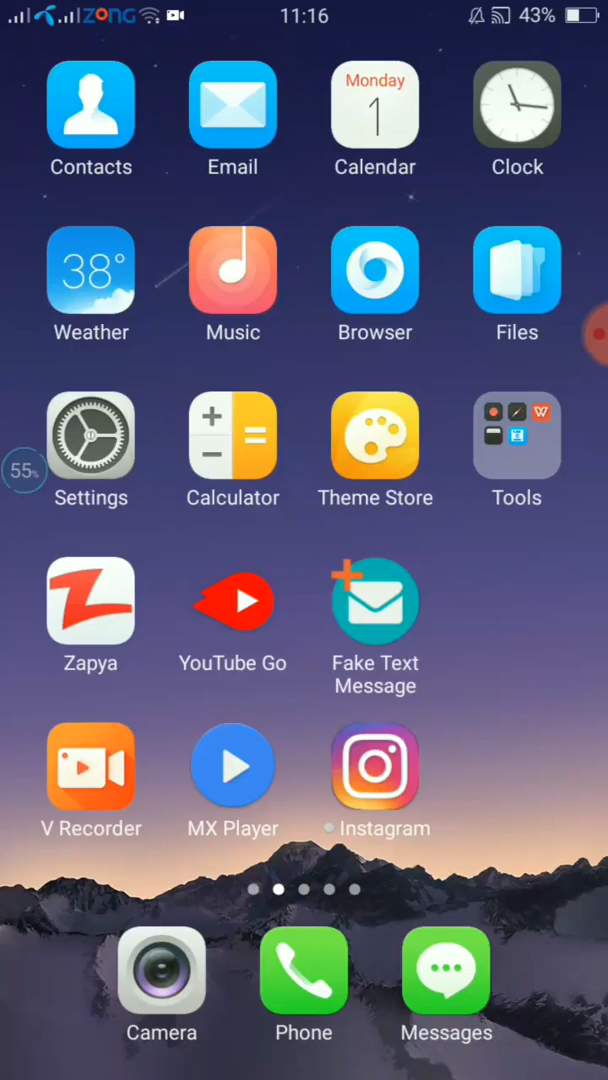 ZONG 11:16 43%
Monday
1
Contacts Email Calendar Clock
38°
Weather Music Browser Files
55%
Settings Calculator Theme Store Tools
Zapya YouTube Go Fake Text Message
V Recorder MX Player Instagram
Camera Phone Messages